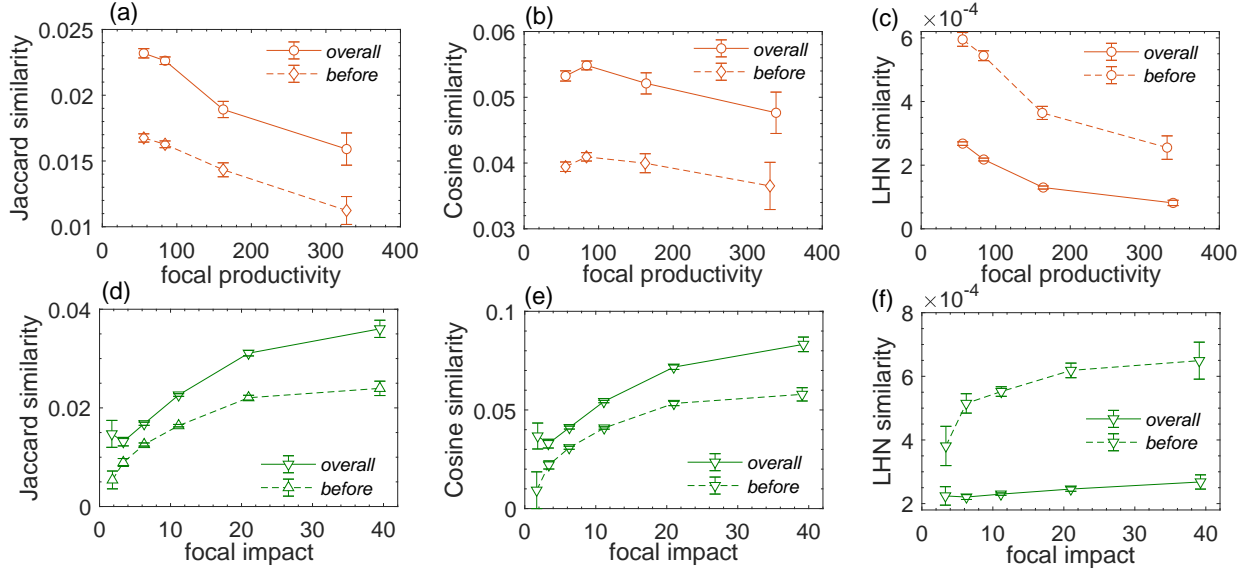 (a)
Jaccard similarity
0.025
0.02
0.015
0.01
overall
before
0 100 200 300 400
focal productivity
(b)
Cosine similarity
0.06
0.05
0.04
0.03
overall
before
0 100 200 300 400
focal productivity
(c)
×10-4
LHN similarity
6
4
2
0
overall
before
0 100 200 300 400
focal productivity
(d)
Jaccard similarity
0.04
0.02
0
overall
before
0 10 20 30 40
focal impact
(e)
Cosine similarity
0.1
0.05
0
overall
before
0 10 20 30 40
focal impact
(f)
×10-4
LHN similarity
8
6
4
2
overall
before
0 10 20 30 40
focal impact